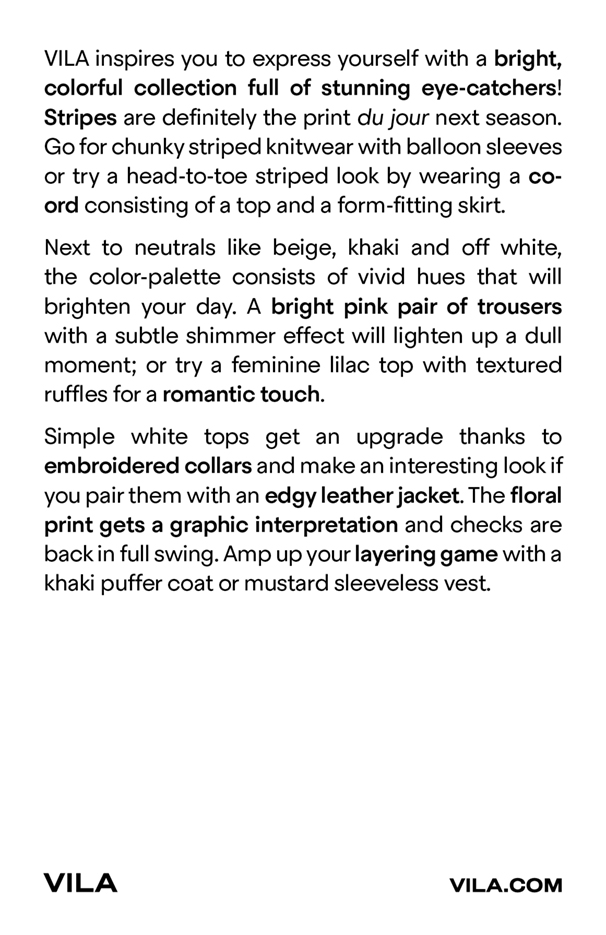 VILA inspires you to express yourself with a bright,
colorful collection full of stunning eye-catchers!
Stripes are definitely the print du jour next season.
Go for chunky striped knitwear with balloon sleeves
or try a head-to-toe striped look by wearing a co-
ord consisting of a top and a form-fitting skirt.
Next to neutrals like beige, khaki and off white,
the color-palette consists of vivid hues that will
brighten your day. A bright pink pair of trousers
with a subtle shimmer effect will lighten up a dull
moment; or try a feminine lilac top with textured
ruffles for a romantic touch.
Simple white tops get an upgrade thanks to
embroidered collars and make an interesting look if
you pair them with an edgy leather jacket. The floral
print gets a graphic interpretation and checks are
back in full swing. Amp up your layering game with a
khaki puffer coat or mustard sleeveless vest.
VILA
VILA.COM